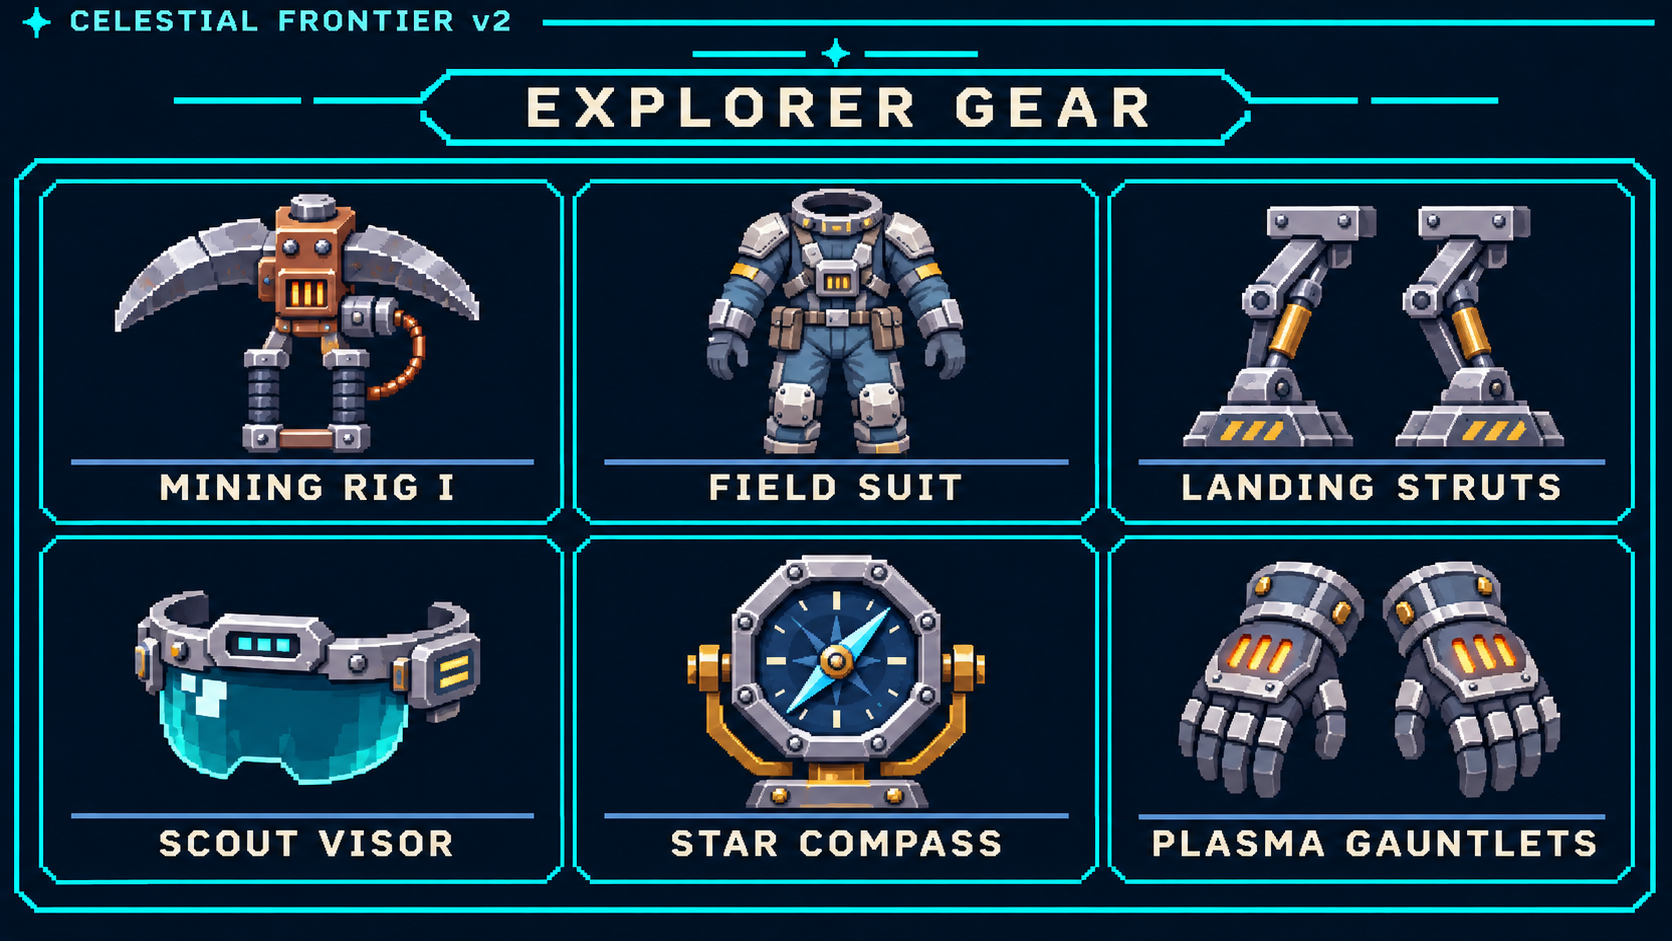 CELESTIAL FRONTIER v2
EXPLORER GEAR
MINING RIG I
FIELD SUIT
LANDING STRUTS
SCOUT VISOR
STAR COMPASS
PLASMA GAUNTLETS